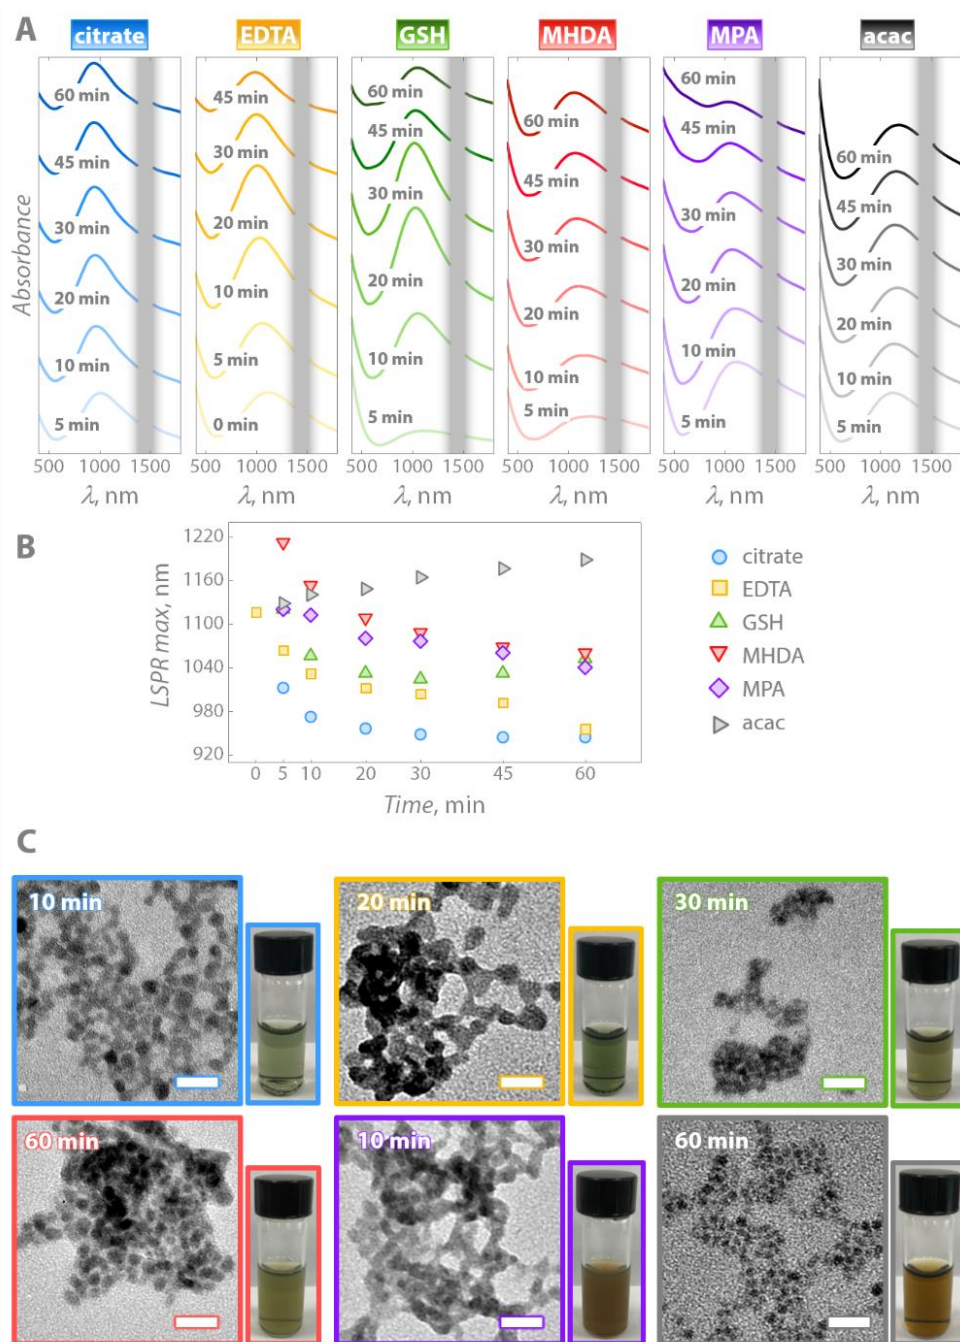 A
citrate
EDTA
GSH
MHDA
MPA
acac
Absorbance
60 min
45 min
30 min
20 min
10 min
5 min
500 1000 1500
λ, nm
45 min
30 min
20 min
10 min
5 min
0 min
500 1000 1500
λ, nm
60 min
45 min
30 min
20 min
10 min
5 min
500 1000 1500
λ, nm
60 min
45 min
30 min
20 min
10 min
5 min
500 1000 1500
λ, nm
60 min
45 min
30 min
20 min
10 min
5 min
500 1000 1500
λ, nm
60 min
45 min
30 min
20 min
10 min
5 min
500 1000 1500
λ, nm
B
LSPR max, nm
1220
1160
1100
1040
980
920
0 5 10 20 30 45 60
Time, min
citrate
EDTA
GSH
MHDA
MPA
acac
C
10 min
20 min
30 min
60 min
10 min
60 min